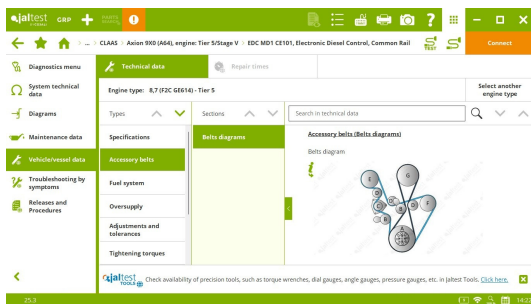 jaltest GRP PARTS SEARCH
... > CLAAS > Axion 9X0 (A64), engine: Tier 5/Stage V > EDC MD1 CE101, Electronic Diesel Control, Common Rail TEST Connect
Diagnostics menu
System technical data
Diagrams
Maintenance data
Vehicle/vessel data
Troubleshooting by symptoms
Releases and Procedures
Technical data Repair times
Engine type: 8,7 (F2C GE614) - Tier 5 Select another engine type
Types Sections Search in technical data
Specifications
Accessory belts
Fuel system
Oversupply
Adjustments and tolerances
Tightening torques
Belts diagrams
Accessory belts (Belts diagrams)
Belts diagram
E G
D
C D F
B B
A
jaltest TOOLS Check availability of precision tools, such as torque wrenches, dial gauges, angle gauges, pressure gauges, etc. in Jaltest Tools. Click here.
25.3